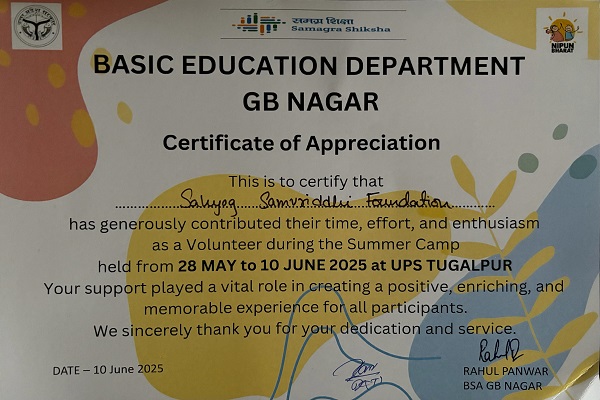 समग्र शिक्षा
Samagra Shiksha
NIPUN
BHARAT
BASIC EDUCATION DEPARTMENT
GB NAGAR
Certificate of Appreciation
This is to certify that
Sahyog Samvriddhi Foundation
has generously contributed their time, effort, and enthusiasm
as a Volunteer during the Summer Camp
held from 28 MAY to 10 JUNE 2025 at UPS TUGALPUR
Your support played a vital role in creating a positive, enriching, and
memorable experience for all participants.
We sincerely thank you for your dedication and service.
DATE – 10 June 2025
RAHUL PANWAR
BSA GB NAGAR